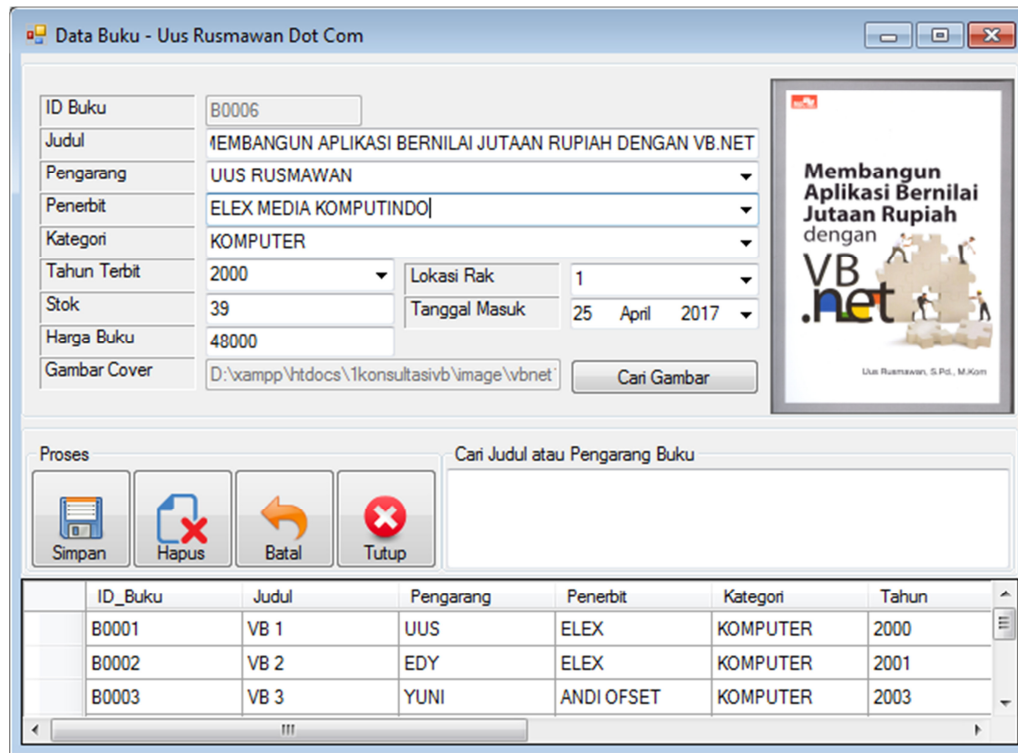 Data Buku - Uus Rusmawan Dot Com
ID Buku B0006
Judul MEMBANGUN APLIKASI BERNILAI JUTAAN RUPIAH DENGAN VB.NET
Pengarang UUS RUSMAWAN
Penerbit ELEX MEDIA KOMPUTINDO
Kategori KOMPUTER
Tahun Terbit 2000 Lokasi Rak 1
Stok 39 Tanggal Masuk 25 April 2017
Harga Buku 48000
Gambar Cover D:\xampp\htdocs\1konsultasivb\image\vbnet Cari Gambar
Membangun
Aplikasi Bernilai
Jutaan Rupiah
dengan
VB
.net
Uus Rusmawan, S.Pd., M.Kom
Proses Cari Judul atau Pengarang Buku
Simpan Hapus Batal Tutup
ID_Buku Judul Pengarang Penerbit Kategori Tahun
B0001 VB 1 UUS ELEX KOMPUTER 2000
B0002 VB 2 EDY ELEX KOMPUTER 2001
B0003 VB 3 YUNI ANDI OFSET KOMPUTER 2003